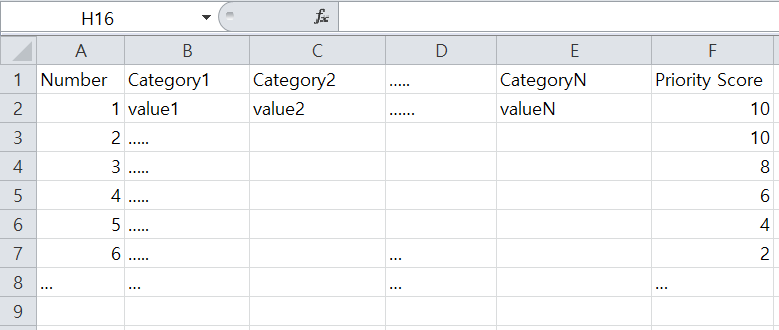 H16 fx
A B C D E F
1 Number Category1 Category2 ..... CategoryN Priority Score
2 1 value1 value2 ...... valueN 10
3 2 ..... 10
4 3 ..... 8
5 4 ..... 6
6 5 ..... 4
7 6 ..... ... 2
8 ... ... ... ...
9